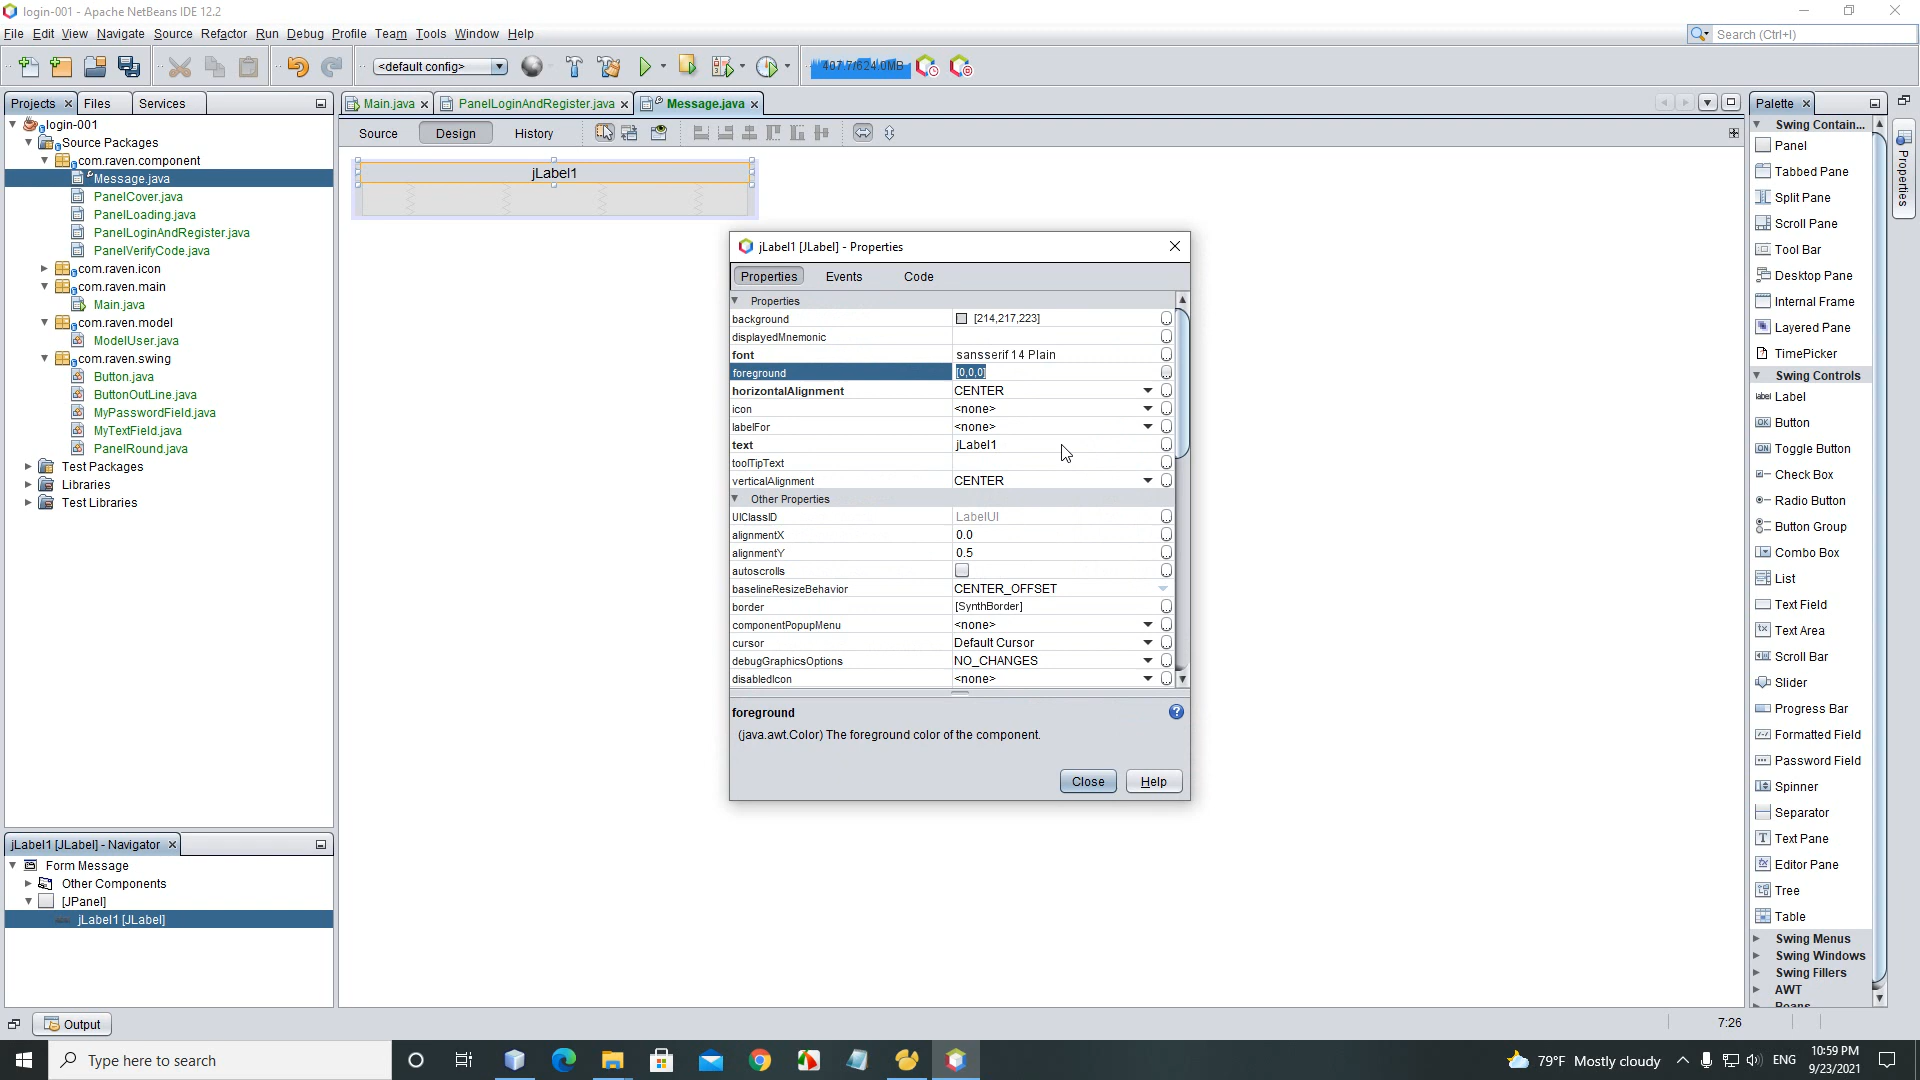 login-001 - Apache NetBeans IDE 12.2
File Edit View Navigate Source Refactor Run Debug Profile Team Tools Window Help
Search (Ctrl+I)
<default config>
407.7/624.0MB
Projects Files Services
Main.java PanelLoginAndRegister.java Message.java
Palette
Source Design History
login-001
Source Packages
com.raven.component
Message.java
PanelCover.java
PanelLoading.java
PanelLoginAndRegister.java
PanelVerifyCode.java
com.raven.icon
com.raven.main
Main.java
com.raven.model
ModelUser.java
com.raven.swing
Button.java
ButtonOutLine.java
MyPasswordField.java
MyTextField.java
PanelRound.java
Test Packages
Libraries
Test Libraries
jLabel1 [JLabel] - Navigator
Form Message
Other Components
[JPanel]
jLabel1 [JLabel]
jLabel1
jLabel1 [JLabel] - Properties
Properties Events Code
Properties
background [214,217,223]
displayedMnemonic
font sansserif 14 Plain
foreground [0,0,0]
horizontalAlignment CENTER
icon <none>
labelFor <none>
text jLabel1
toolTipText
verticalAlignment CENTER
Other Properties
UIClassID LabelUI
alignmentX 0.0
alignmentY 0.5
autoscrolls
baselineResizeBehavior CENTER_OFFSET
border [SynthBorder]
componentPopupMenu <none>
cursor Default Cursor
debugGraphicsOptions NO_CHANGES
disabledIcon <none>
foreground
(java.awt.Color) The foreground color of the component.
Close Help
Swing Contain...
Panel
Tabbed Pane
Split Pane
Scroll Pane
Tool Bar
Desktop Pane
Internal Frame
Layered Pane
TimePicker
Swing Controls
label Label
OK Button
ON Toggle Button
Check Box
Radio Button
Button Group
Combo Box
List
Text Field
Text Area
Scroll Bar
Slider
Progress Bar
Formatted Field
Password Field
Spinner
Separator
Text Pane
Editor Pane
Tree
Table
Swing Menus
Swing Windows
Swing Fillers
AWT
Beans
Properties
Output
7:26
Type here to search
79°F Mostly cloudy
ENG
10:59 PM
9/23/2021